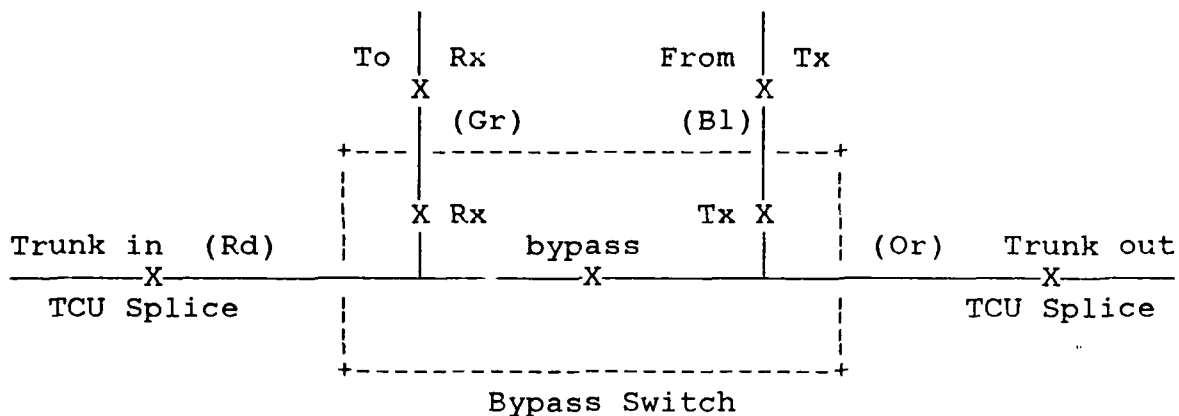 To Rx From Tx
X X
(Gr) (Bl)
X Rx Tx X
Trunk in (Rd) bypass (Or) Trunk out
X X X
TCU Splice TCU Splice
Bypass Switch